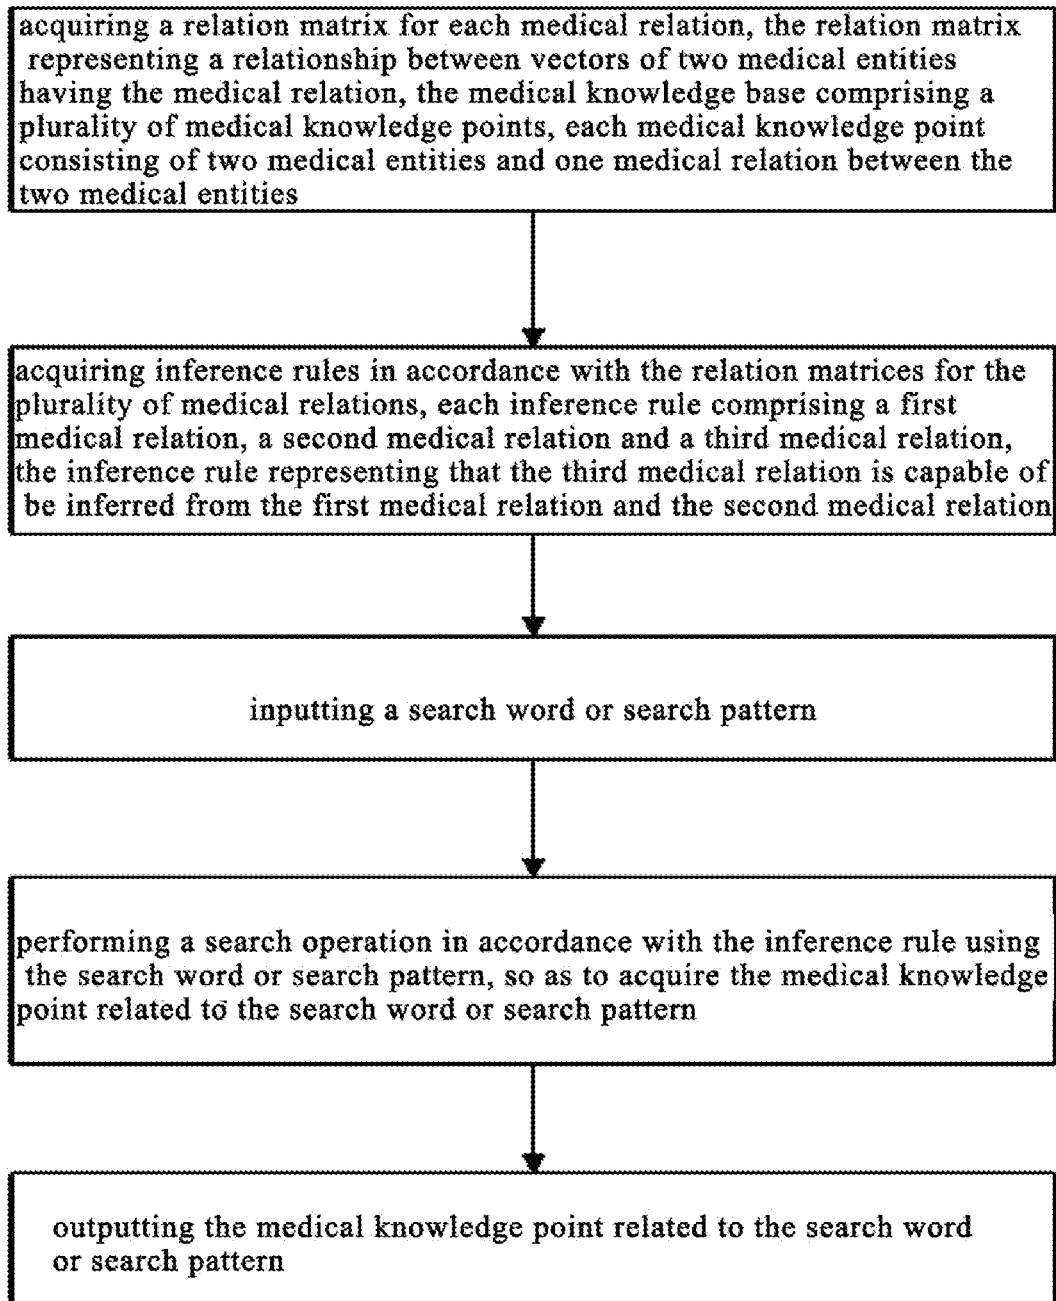 acquiring a relation matrix for each medical relation, the relation matrix
representing a relationship between vectors of two medical entities
having the medical relation, the medical knowledge base comprising a
plurality of medical knowledge points, each medical knowledge point
consisting of two medical entities and one medical relation between the
two medical entities
acquiring inference rules in accordance with the relation matrices for the
plurality of medical relations, each inference rule comprising a first
medical relation, a second medical relation and a third medical relation,
the inference rule representing that the third medical relation is capable of
be inferred from the first medical relation and the second medical relation
inputting a search word or search pattern
performing a search operation in accordance with the inference rule using
the search word or search pattern, so as to acquire the medical knowledge
point related to the search word or search pattern
outputting the medical knowledge point related to the search word
or search pattern